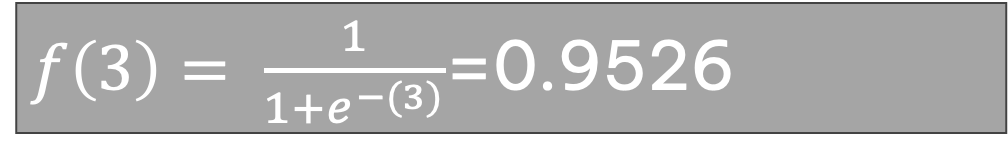 f(3) = 1/(1+e^−(3)) =0.9526